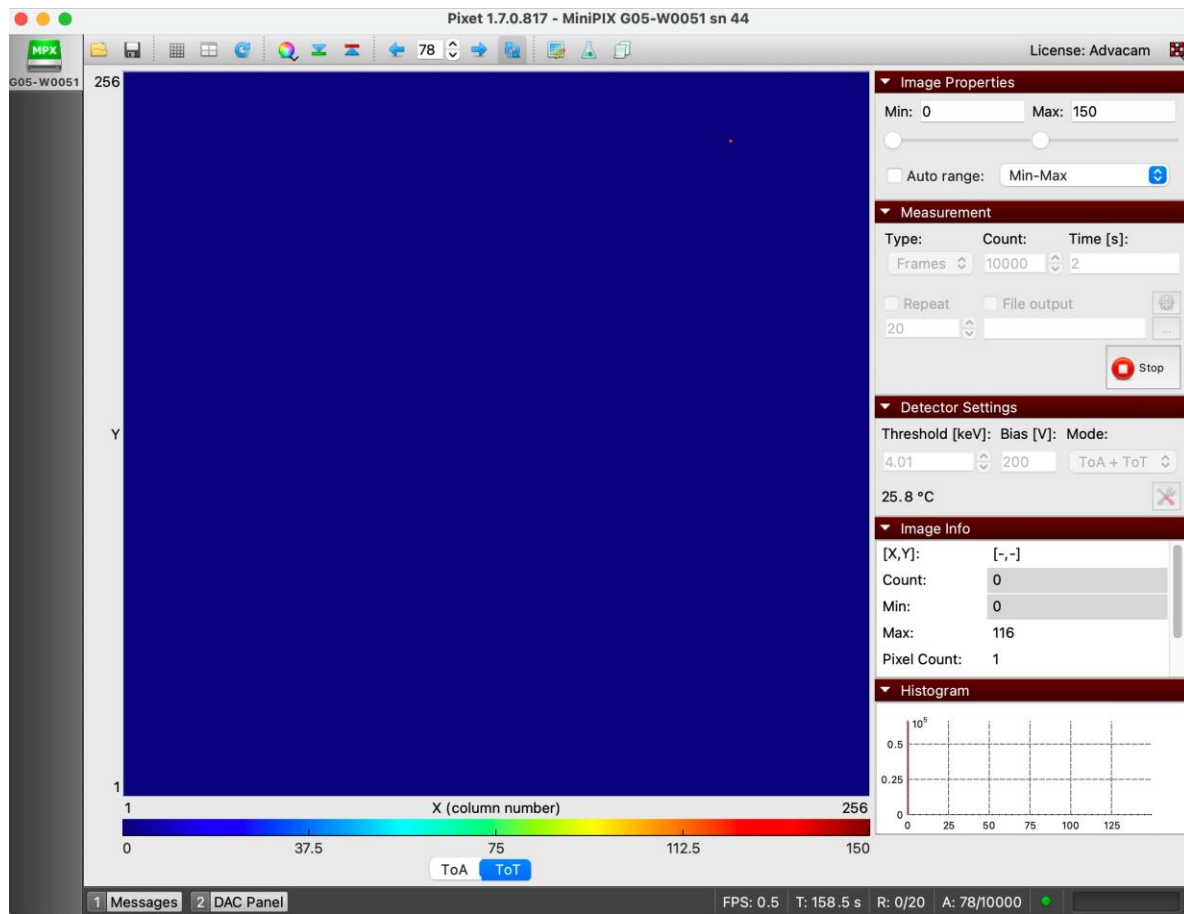 Pixet 1.7.0.817 - MiniPIX G05-W0051 sn 44
MPX
G05-W0051
78
License: Advacam
256
Y
1
1 X (column number) 256
0 37.5 75 112.5 150
ToA ToT
Image Properties
Min: 0 Max: 150
Auto range: Min-Max
Measurement
Type: Count: Time [s]:
Frames 10000 2
Repeat File output
20 ...
Stop
Detector Settings
Threshold [keV]: Bias [V]: Mode:
4.01 200 ToA + ToT
25.8 °C
Image Info
[X,Y]: [-,-]
Count: 0
Min: 0
Max: 116
Pixel Count: 1
Histogram
10⁵
0.5
0.25
0
0 25 50 75 100 125
1 Messages 2 DAC Panel FPS: 0.5 T: 158.5 s R: 0/20 A: 78/10000